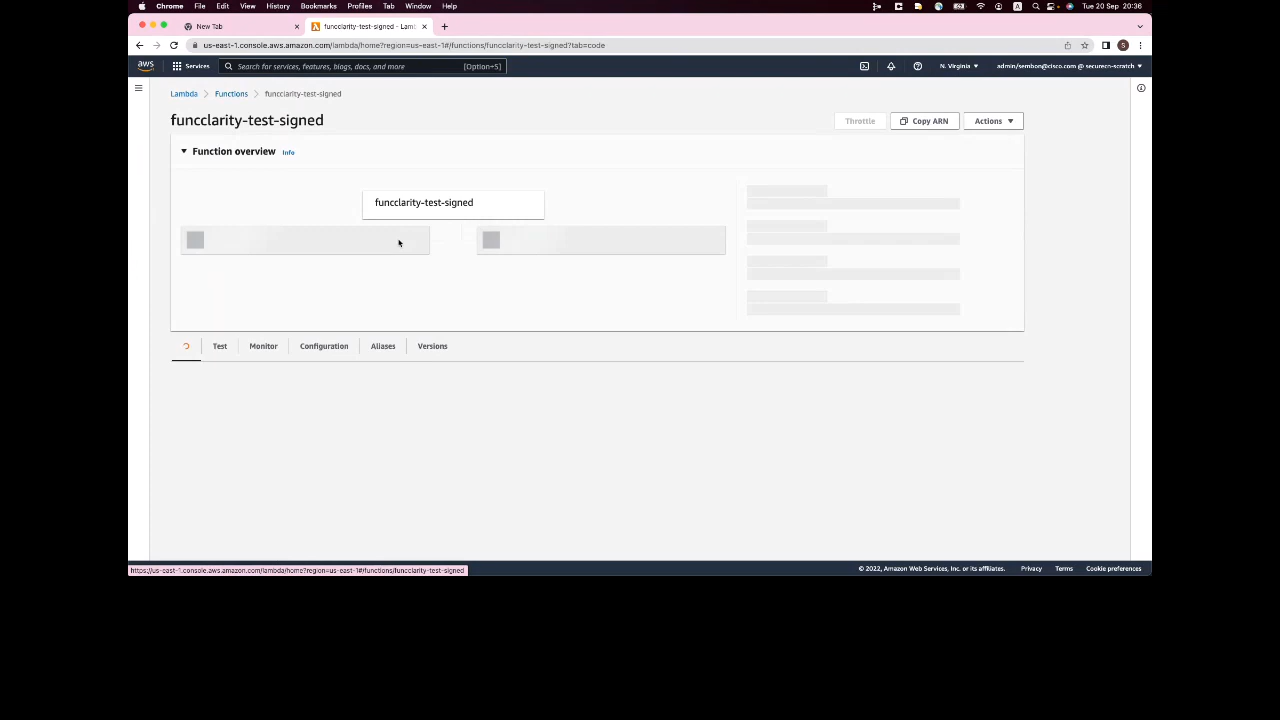 Chrome File Edit View History Bookmarks Profiles Tab Window Help Tue 20 Sep 20:36
New Tab funcclarity-test-signed - Lamb
us-east-1.console.aws.amazon.com/lambda/home?region=us-east-1#/functions/funcclarity-test-signed?tab=code
aws Services Search for services, features, blogs, docs, and more [Option+S] N. Virginia admin/sembon@cisco.com @ securecn-scratch
Lambda Functions funcclarity-test-signed
funcclarity-test-signed
Throttle Copy ARN Actions
Function overview Info
funcclarity-test-signed
Test Monitor Configuration Aliases Versions
https://us-east-1.console.aws.amazon.com/lambda/home?region=us-east-1#/functions/funcclarity-test-signed
© 2022, Amazon Web Services, Inc. or its affiliates. Privacy Terms Cookie preferences